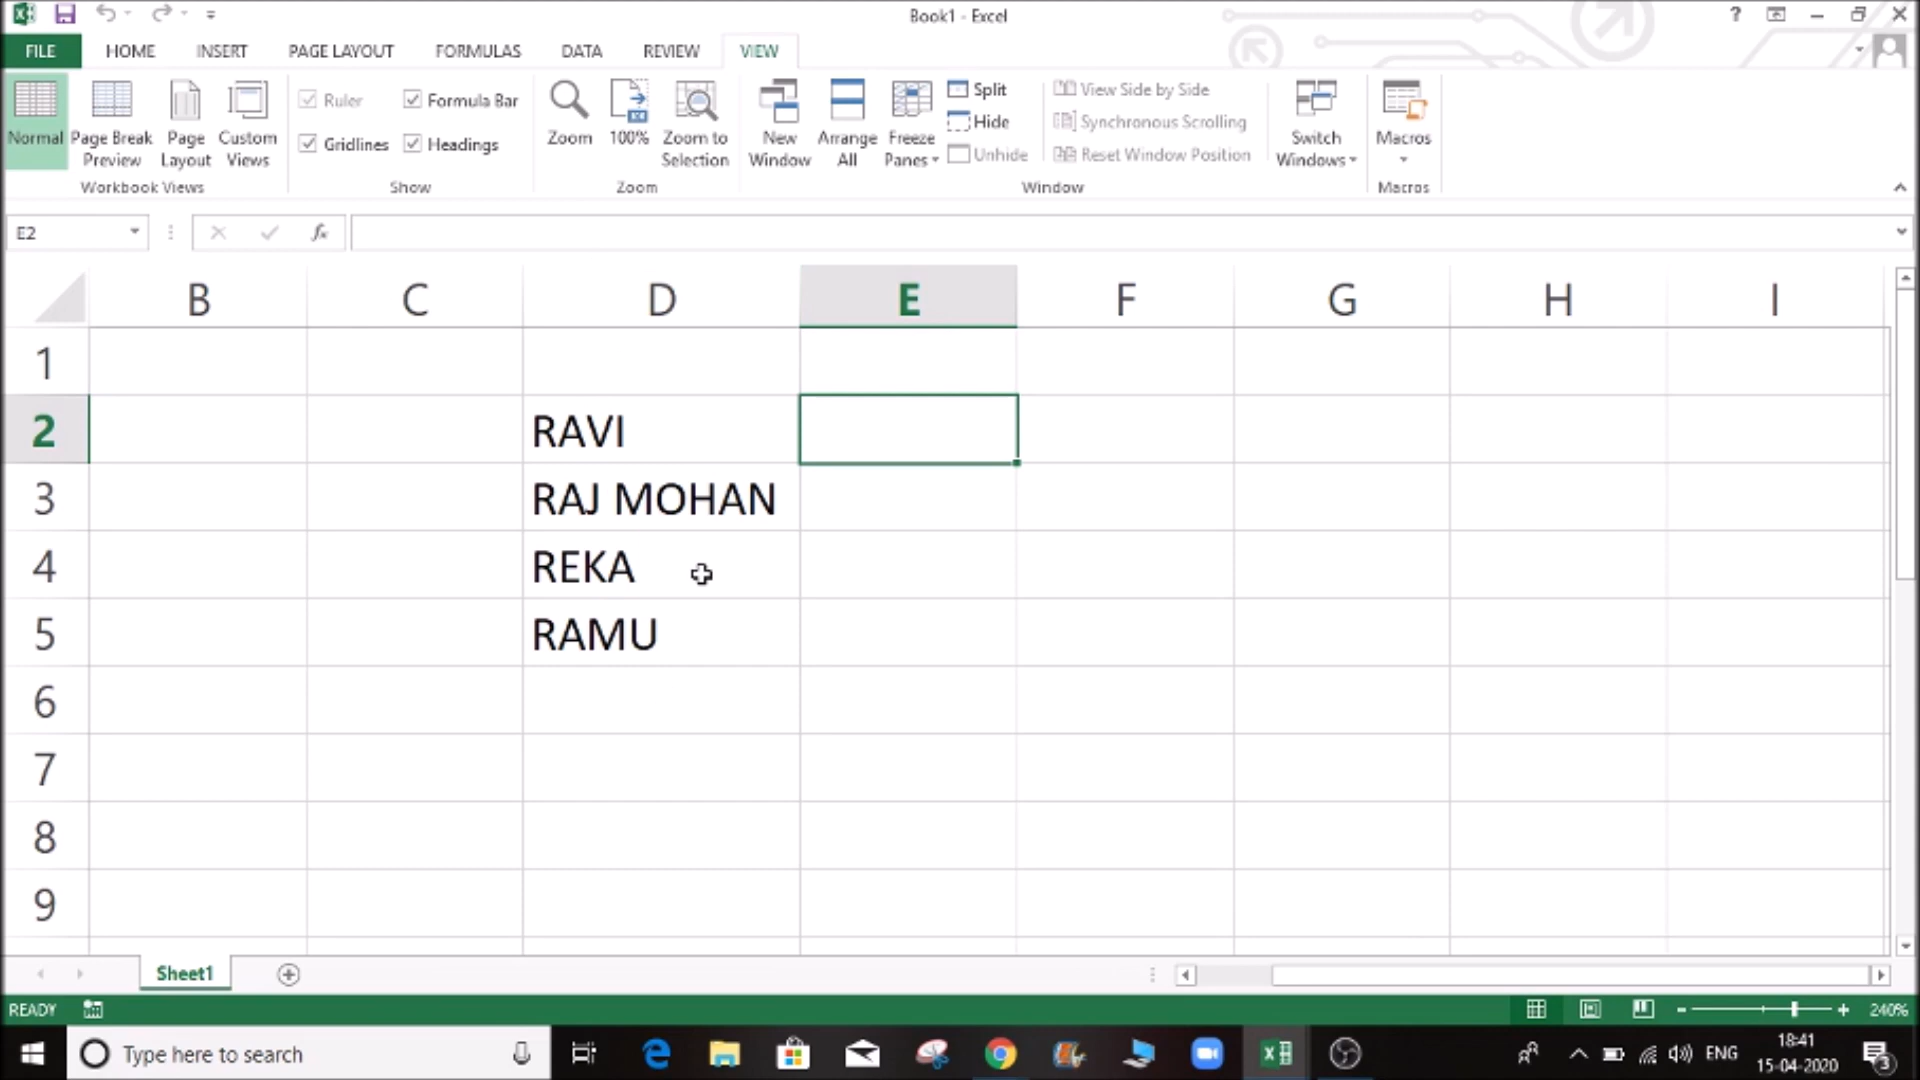 Book1 - Excel
FILE HOME INSERT PAGE LAYOUT FORMULAS DATA REVIEW VIEW
Normal Page Break Preview Page Layout Custom Views
Workbook Views
Ruler Formula Bar
Gridlines Headings
Show
Zoom 100% Zoom to Selection
Zoom
New Window Arrange All Freeze Panes
Split View Side by Side
Hide Synchronous Scrolling
Unhide Reset Window Position
Switch Windows
Window
Macros
Macros
E2 fx
B C D E F G H I
1
2 RAVI
3 RAJ MOHAN
4 REKA
5 RAMU
6
7
8
9
Sheet1
READY 240%
Type here to search ENG 18:41
15-04-2020 3